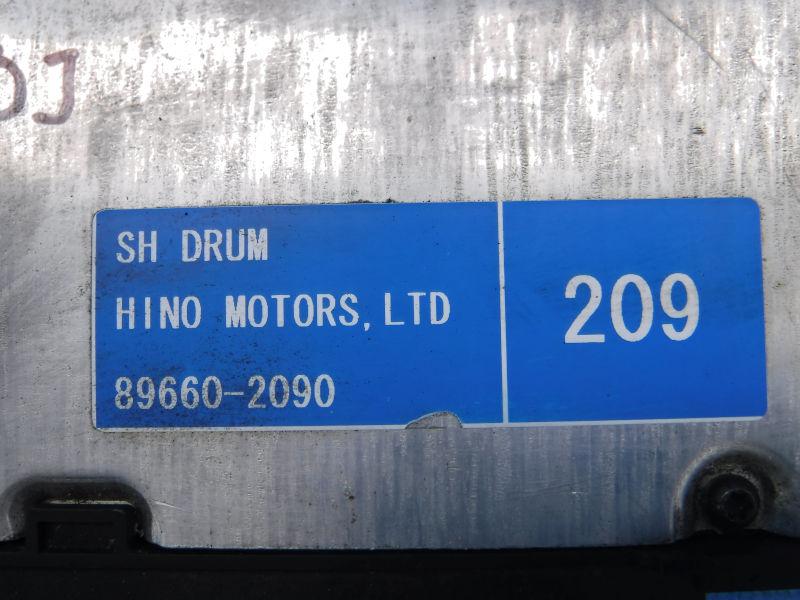 SH DRUM
HINO MOTORS, LTD
89660-2090
209